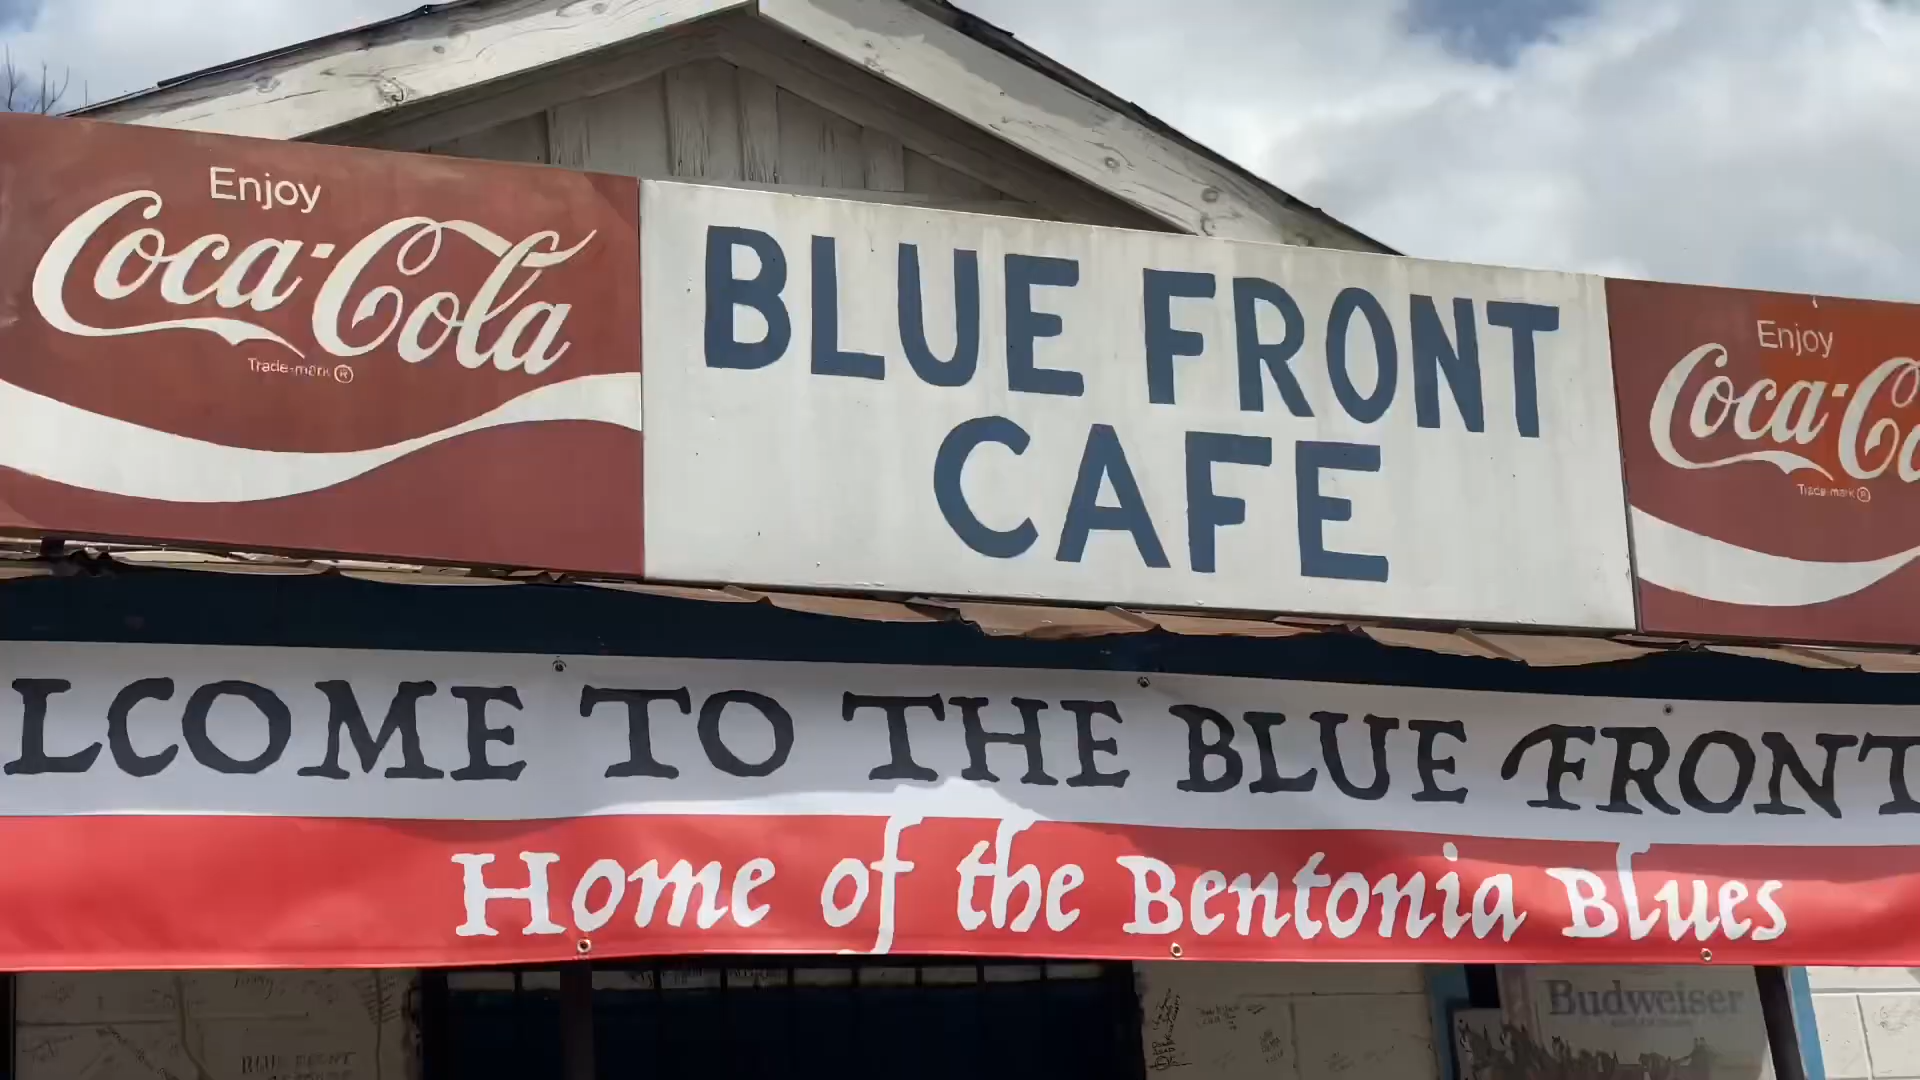 Enjoy
Coca-Cola
Trade-mark ®
BLUE FRONT
CAFE
Enjoy
Coca-Co
Trade-mark ®
LCOME TO THE BLUE FRONT
Home of the Bentonia Blues
Budweiser
BLUE FRONT